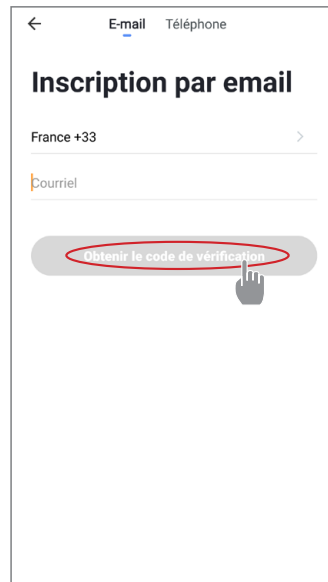 E-mail Téléphone
Inscription par email
France +33
Courriel
Obtenir le code de vérification